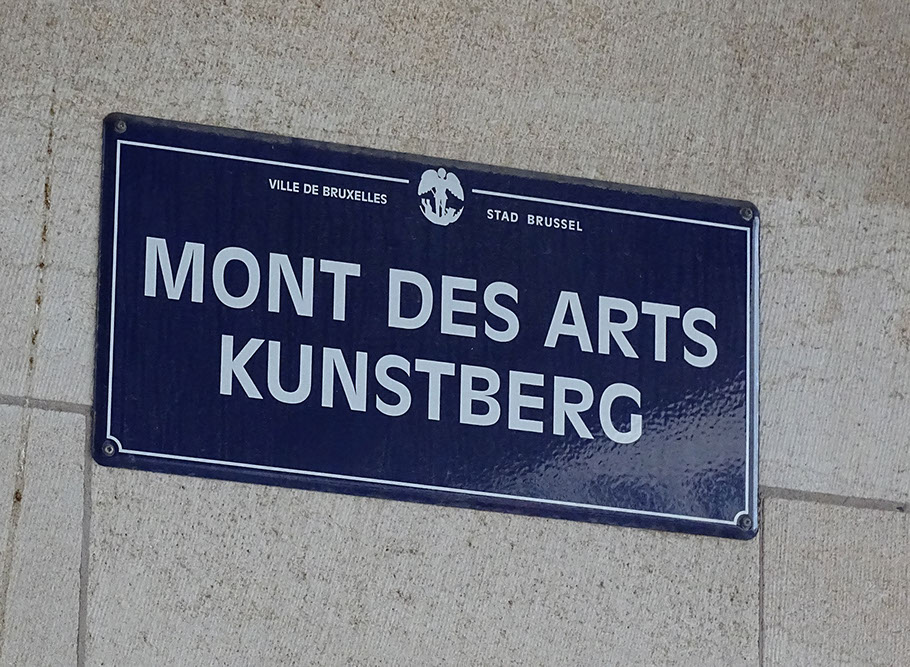 VILLE DE BRUXELLES STAD BRUSSEL
MONT DES ARTS
KUNSTBERG